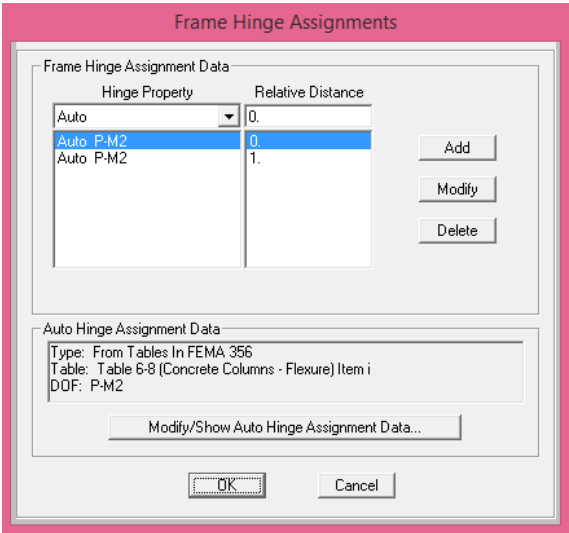 Frame Hinge Assignments
Frame Hinge Assignment Data
Hinge Property Relative Distance
Auto 0.
Auto P-M2 0.
Auto P-M2 1.
Add
Modify
Delete
Auto Hinge Assignment Data
Type: From Tables In FEMA 356
Table: Table 6-8 (Concrete Columns - Flexure) Item i
DOF: P-M2
Modify/Show Auto Hinge Assignment Data...
OK Cancel